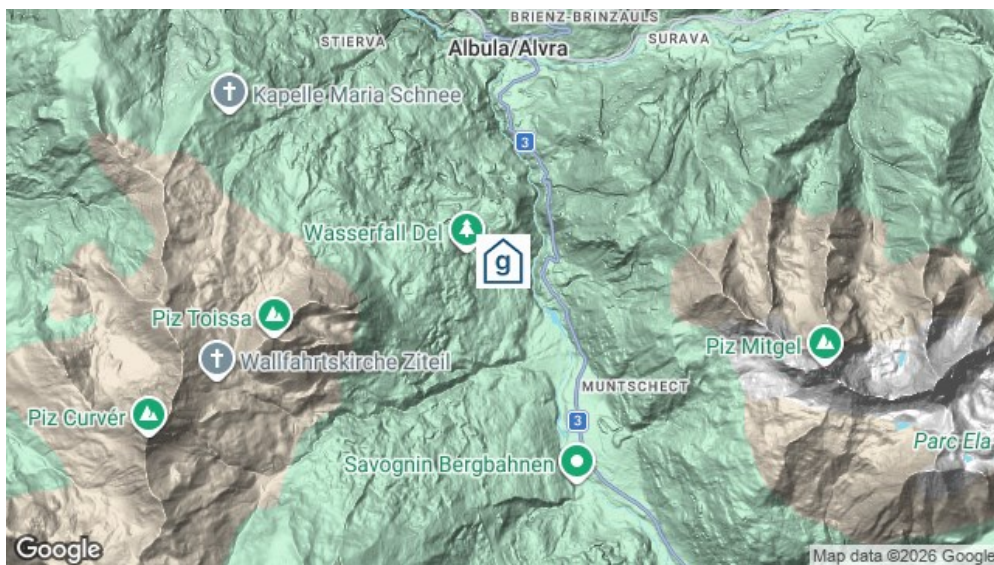 BRIENZ-BRINZAULS
STIERVA
Albula/Alvra
SURAVA
Kapelle Maria Schnee
3
Wasserfall Del
g
Piz Toissa
Piz Mitgel
Wallfahrtskirche Ziteil
MUNTSCHECT
Piz Curvér
3
Parc Ela
Savognin Bergbahnen
Google
Map data ©2026 Google